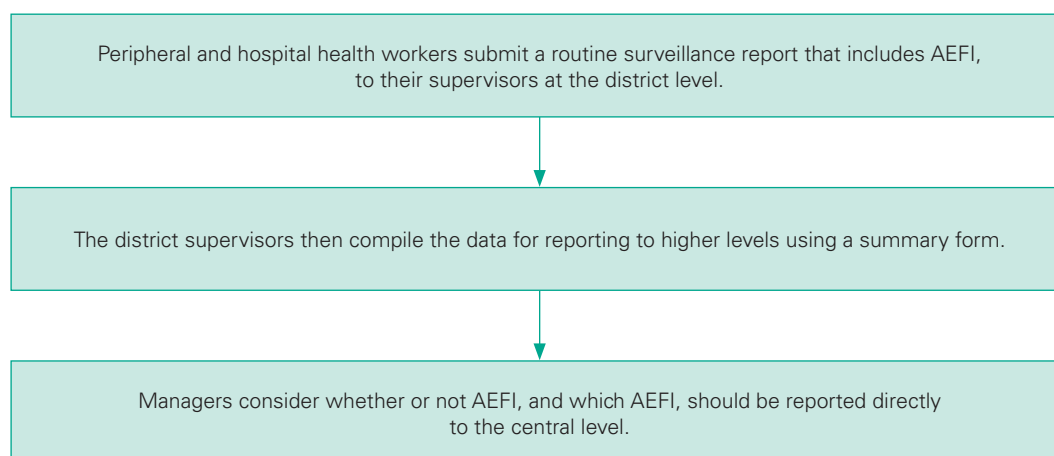 Peripheral and hospital health workers submit a routine surveillance report that includes AEFI,
to their supervisors at the district level.
The district supervisors then compile the data for reporting to higher levels using a summary form.
Managers consider whether or not AEFI, and which AEFI, should be reported directly
to the central level.